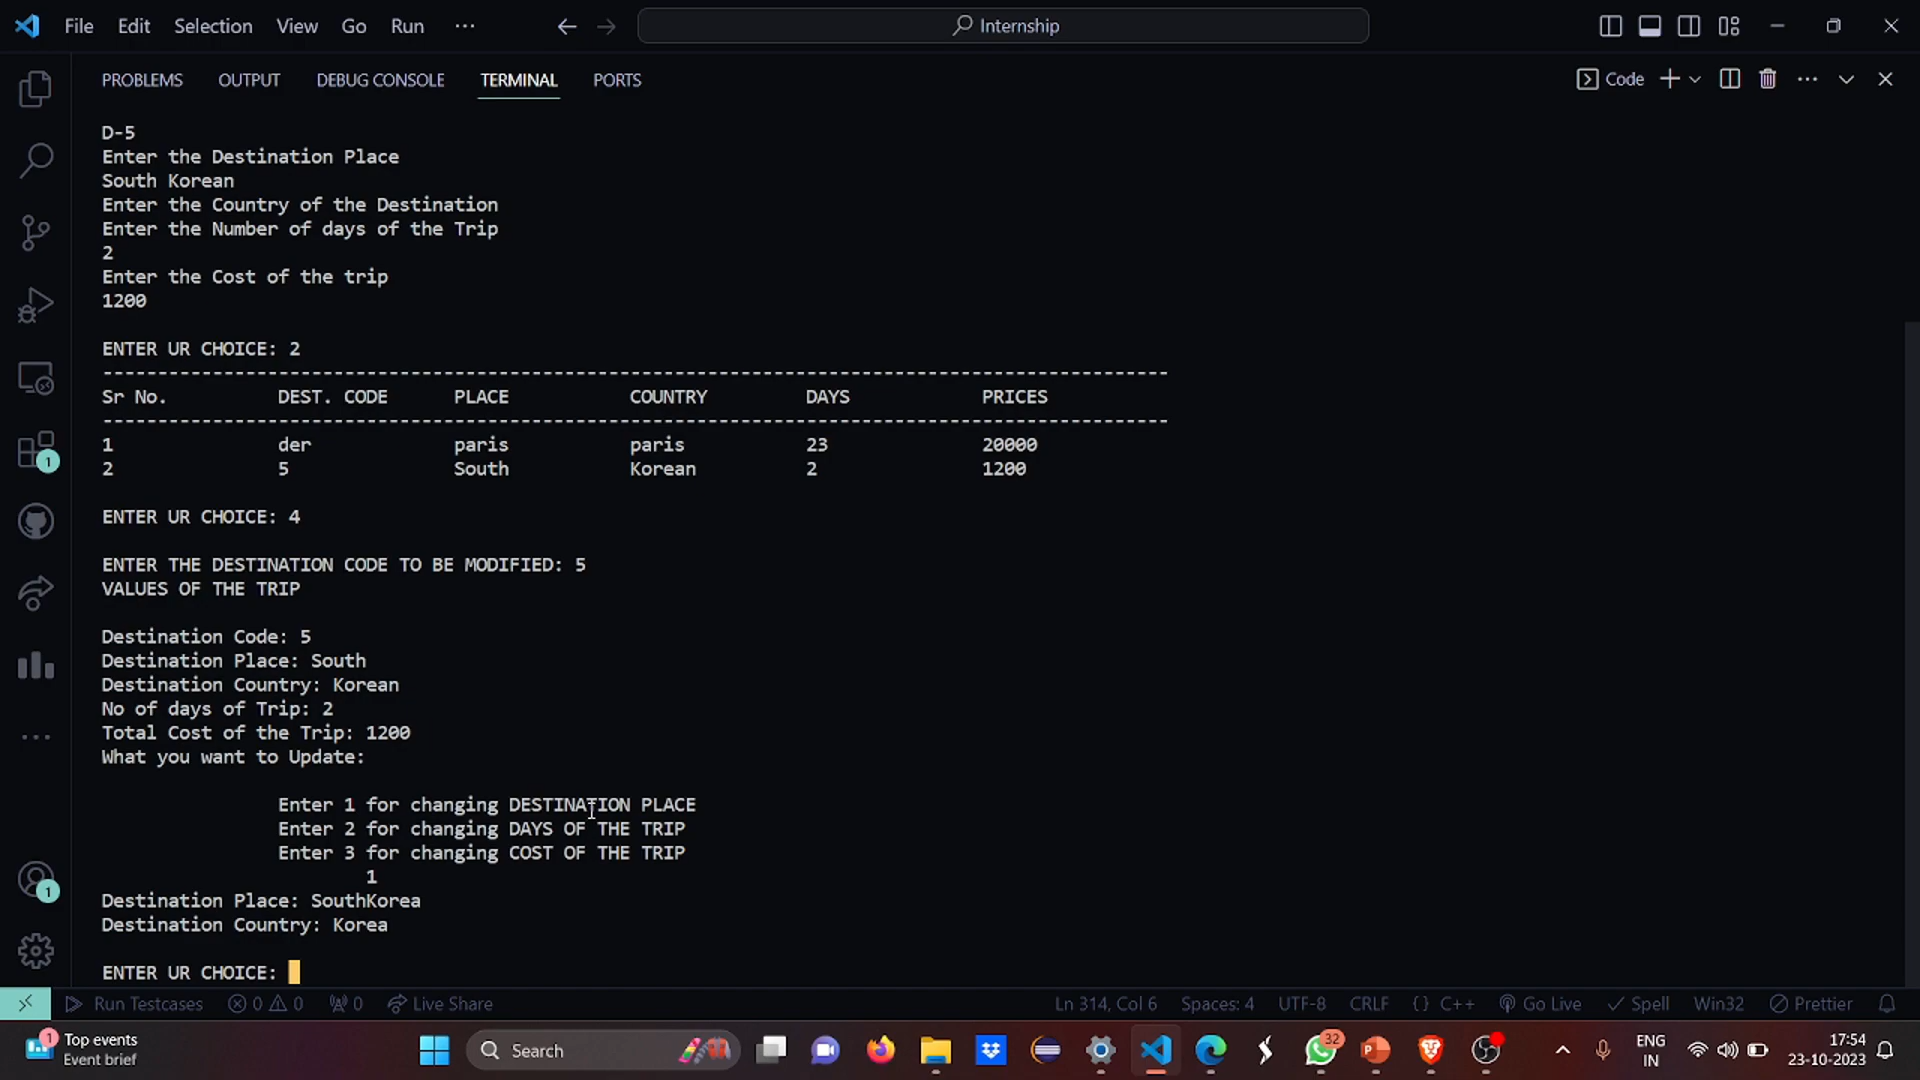 File Edit Selection View Go Run ··· Internship
PROBLEMS OUTPUT DEBUG CONSOLE TERMINAL PORTS Code
D-5
Enter the Destination Place
South Korean
Enter the Country of the Destination
Enter the Number of days of the Trip
2
Enter the Cost of the trip
1200
ENTER UR CHOICE: 2
------------------------------------------------------------------------------------------------
Sr No. DEST. CODE PLACE COUNTRY DAYS PRICES
------------------------------------------------------------------------------------------------
1 der paris paris 23 20000
2 5 South Korean 2 1200
ENTER UR CHOICE: 4
ENTER THE DESTINATION CODE TO BE MODIFIED: 5
VALUES OF THE TRIP
Destination Code: 5
Destination Place: South
Destination Country: Korean
No of days of Trip: 2
Total Cost of the Trip: 1200
What you want to Update:
Enter 1 for changing DESTINATION PLACE
Enter 2 for changing DAYS OF THE TRIP
Enter 3 for changing COST OF THE TRIP
1
Destination Place: SouthKorea
Destination Country: Korea
ENTER UR CHOICE:
1
1
Run Testcases 0 0 0 Live Share Ln 314, Col 6 Spaces: 4 UTF-8 CRLF {} C++ Go Live Spell Win32 Prettier
1 Top events
Event brief
Search
32
ENG
IN
17:54
23-10-2023